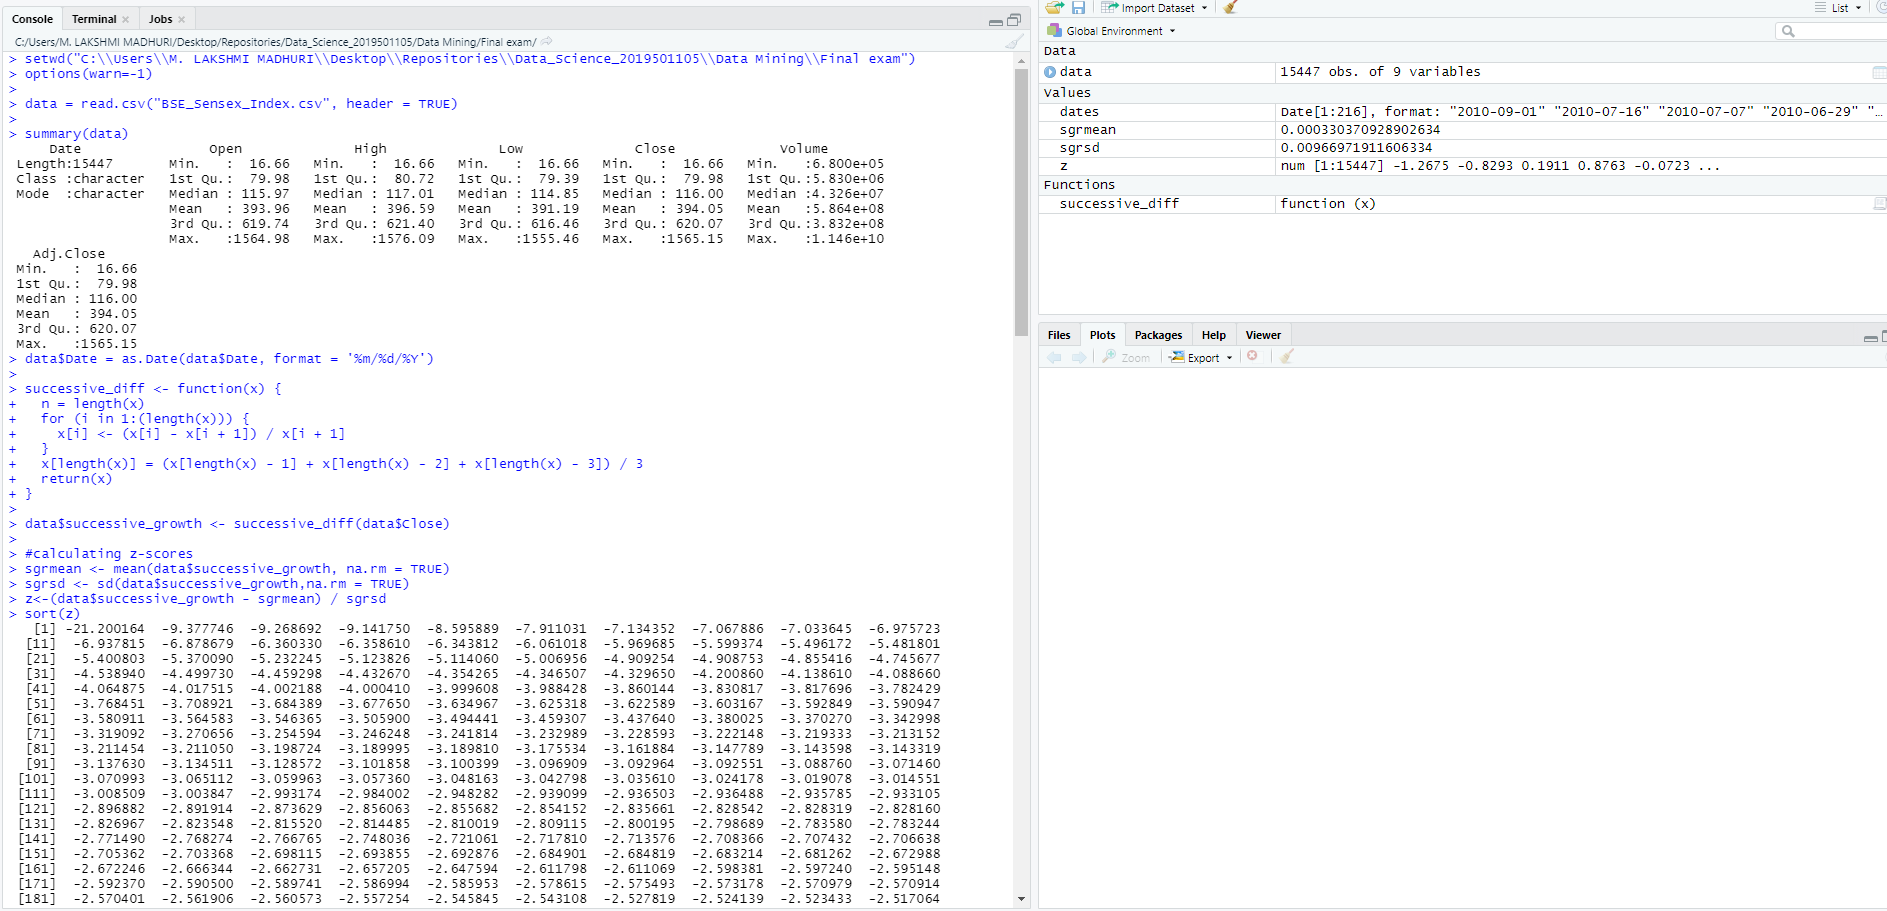 Console Terminal × Jobs ×
C:/Users/M. LAKSHMI MADHURI/Desktop/Repositories/Data_Science_2019501105/Data Mining/Final exam/
> setwd("C:\\Users\\M. LAKSHMI MADHURI\\Desktop\\Repositories\\Data_Science_2019501105\\Data Mining\\Final exam")
> options(warn=-1)
>
> data = read.csv("BSE_Sensex_Index.csv", header = TRUE)
>
> summary(data)
Date Open High Low Close Volume
Length:15447 Min. : 16.66 Min. : 16.66 Min. : 16.66 Min. : 16.66 Min. :6.800e+05
Class :character 1st Qu.: 79.98 1st Qu.: 80.72 1st Qu.: 79.39 1st Qu.: 79.98 1st Qu.:5.830e+06
Mode :character Median : 115.97 Median : 117.01 Median : 114.85 Median : 116.00 Median :4.326e+07
Mean : 393.96 Mean : 396.59 Mean : 391.19 Mean : 394.05 Mean :5.864e+08
3rd Qu.: 619.74 3rd Qu.: 621.40 3rd Qu.: 616.46 3rd Qu.: 620.07 3rd Qu.:3.832e+08
Max. :1564.98 Max. :1576.09 Max. :1555.46 Max. :1565.15 Max. :1.146e+10
Adj.Close
Min. : 16.66
1st Qu.: 79.98
Median : 116.00
Mean : 394.05
3rd Qu.: 620.07
Max. :1565.15
> data$Date = as.Date(data$Date, format = '%m/%d/%Y')
>
> successive_diff <- function(x) {
+ n = length(x)
+ for (i in 1:(length(x))) {
+ x[i] <- (x[i] - x[i + 1]) / x[i + 1]
+ }
+ x[length(x)] = (x[length(x) - 1] + x[length(x) - 2] + x[length(x) - 3]) / 3
+ return(x)
+ }
>
> data$successive_growth <- successive_diff(data$Close)
>
> #calculating z-scores
> sgrmean <- mean(data$successive_growth, na.rm = TRUE)
> sgrsd <- sd(data$successive_growth,na.rm = TRUE)
> z<-(data$successive_growth - sgrmean) / sgrsd
> sort(z)
[1] -21.200164 -9.377746 -9.268692 -9.141750 -8.595889 -7.911031 -7.134352 -7.067886 -7.033645 -6.975723
[11] -6.937815 -6.878679 -6.360330 -6.358610 -6.343812 -6.061018 -5.969685 -5.599374 -5.496172 -5.481801
[21] -5.400803 -5.370090 -5.232245 -5.123826 -5.114060 -5.006956 -4.909254 -4.908753 -4.855416 -4.745677
[31] -4.538940 -4.499730 -4.459298 -4.432670 -4.354265 -4.346507 -4.329650 -4.200860 -4.138610 -4.088660
[41] -4.064875 -4.017515 -4.002188 -4.000410 -3.999608 -3.988428 -3.860144 -3.830817 -3.817696 -3.782429
[51] -3.768451 -3.708921 -3.684389 -3.677650 -3.634967 -3.625318 -3.622589 -3.603167 -3.592849 -3.590947
[61] -3.580911 -3.564583 -3.546365 -3.505900 -3.494441 -3.459307 -3.437640 -3.380025 -3.370270 -3.342998
[71] -3.319092 -3.270656 -3.254594 -3.246248 -3.241814 -3.232989 -3.228593 -3.222148 -3.219333 -3.213152
[81] -3.211454 -3.211050 -3.198724 -3.189995 -3.189810 -3.175534 -3.161884 -3.147789 -3.143598 -3.143319
[91] -3.137630 -3.134511 -3.128572 -3.101858 -3.100399 -3.096909 -3.092964 -3.092551 -3.088760 -3.071460
[101] -3.070993 -3.065112 -3.059963 -3.057360 -3.048163 -3.042798 -3.035610 -3.024178 -3.019078 -3.014551
[111] -3.008509 -3.003847 -2.993174 -2.984002 -2.948282 -2.939099 -2.936503 -2.936488 -2.935785 -2.933105
[121] -2.896882 -2.891914 -2.873629 -2.856063 -2.855682 -2.854152 -2.835661 -2.828542 -2.828319 -2.828160
[131] -2.826967 -2.823548 -2.815520 -2.814485 -2.810019 -2.809115 -2.800195 -2.798689 -2.783580 -2.783244
[141] -2.771490 -2.768274 -2.766765 -2.748036 -2.721061 -2.717810 -2.713576 -2.708366 -2.707432 -2.706638
[151] -2.705362 -2.703368 -2.698115 -2.693855 -2.692876 -2.684901 -2.684819 -2.683214 -2.681262 -2.672988
[161] -2.672246 -2.666344 -2.662731 -2.657205 -2.647594 -2.611798 -2.611069 -2.598381 -2.597240 -2.595148
[171] -2.592370 -2.590500 -2.589741 -2.586994 -2.585953 -2.578615 -2.575493 -2.573178 -2.570979 -2.570914
[181] -2.570401 -2.561906 -2.560573 -2.557254 -2.545845 -2.543108 -2.527819 -2.524139 -2.523433 -2.517064
Import Dataset List
Global Environment
Data
data 15447 obs. of 9 variables
Values
dates Date[1:216], format: "2010-09-01" "2010-07-16" "2010-07-07" "2010-06-29" "…
sgrmean 0.000330370928902634
sgrsd 0.00966971911606334
z num [1:15447] -1.2675 -0.8293 0.1911 0.8763 -0.0723 ...
Functions
successive_diff function (x)
Files Plots Packages Help Viewer
Zoom Export